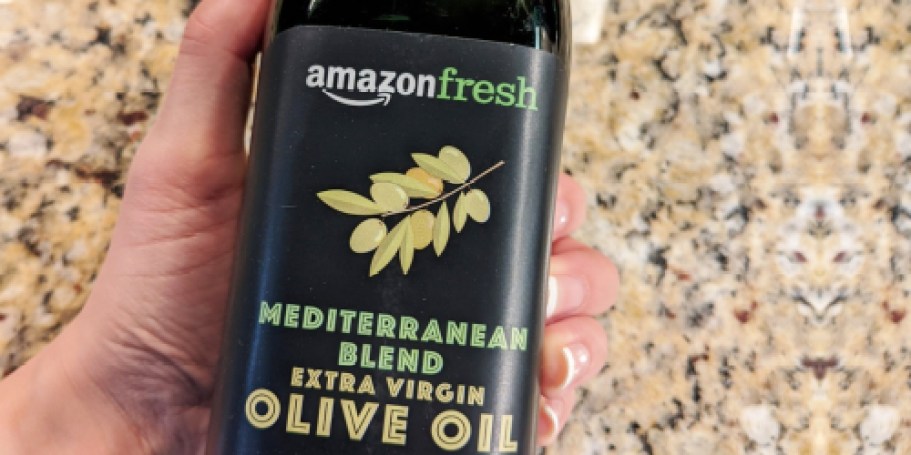 amazonfresh
MEDITERRANEAN
BLEND
EXTRA VIRGIN
OLIVE OIL